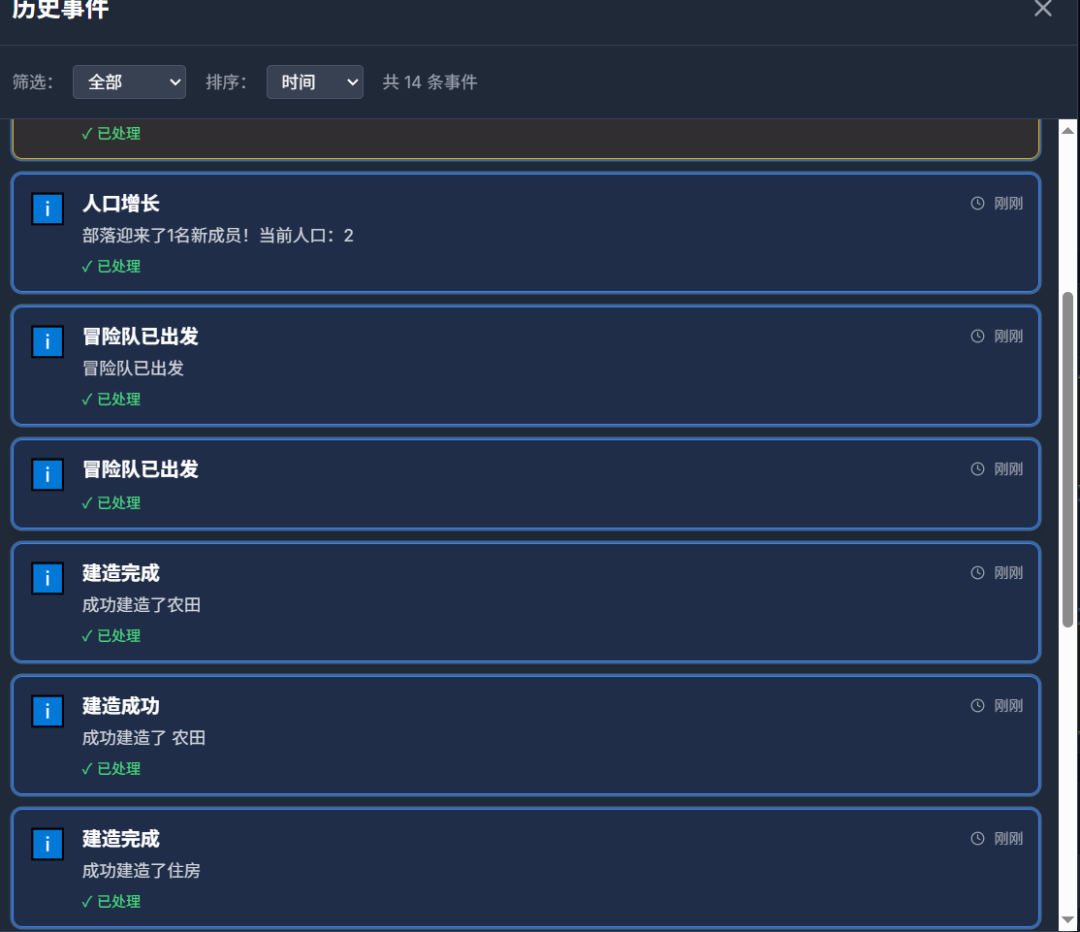 历史事件
筛选： 全部 排序： 时间 共 14 条事件
✓ 已处理
i 人口增长 刚刚
部落迎来了1名新成员！当前人口：2
✓ 已处理
i 冒险队已出发 刚刚
冒险队已出发
✓ 已处理
i 冒险队已出发 刚刚
✓ 已处理
i 建造完成 刚刚
成功建造了农田
✓ 已处理
i 建造成功 刚刚
成功建造了 农田
✓ 已处理
i 建造完成 刚刚
成功建造了住房
✓ 已处理